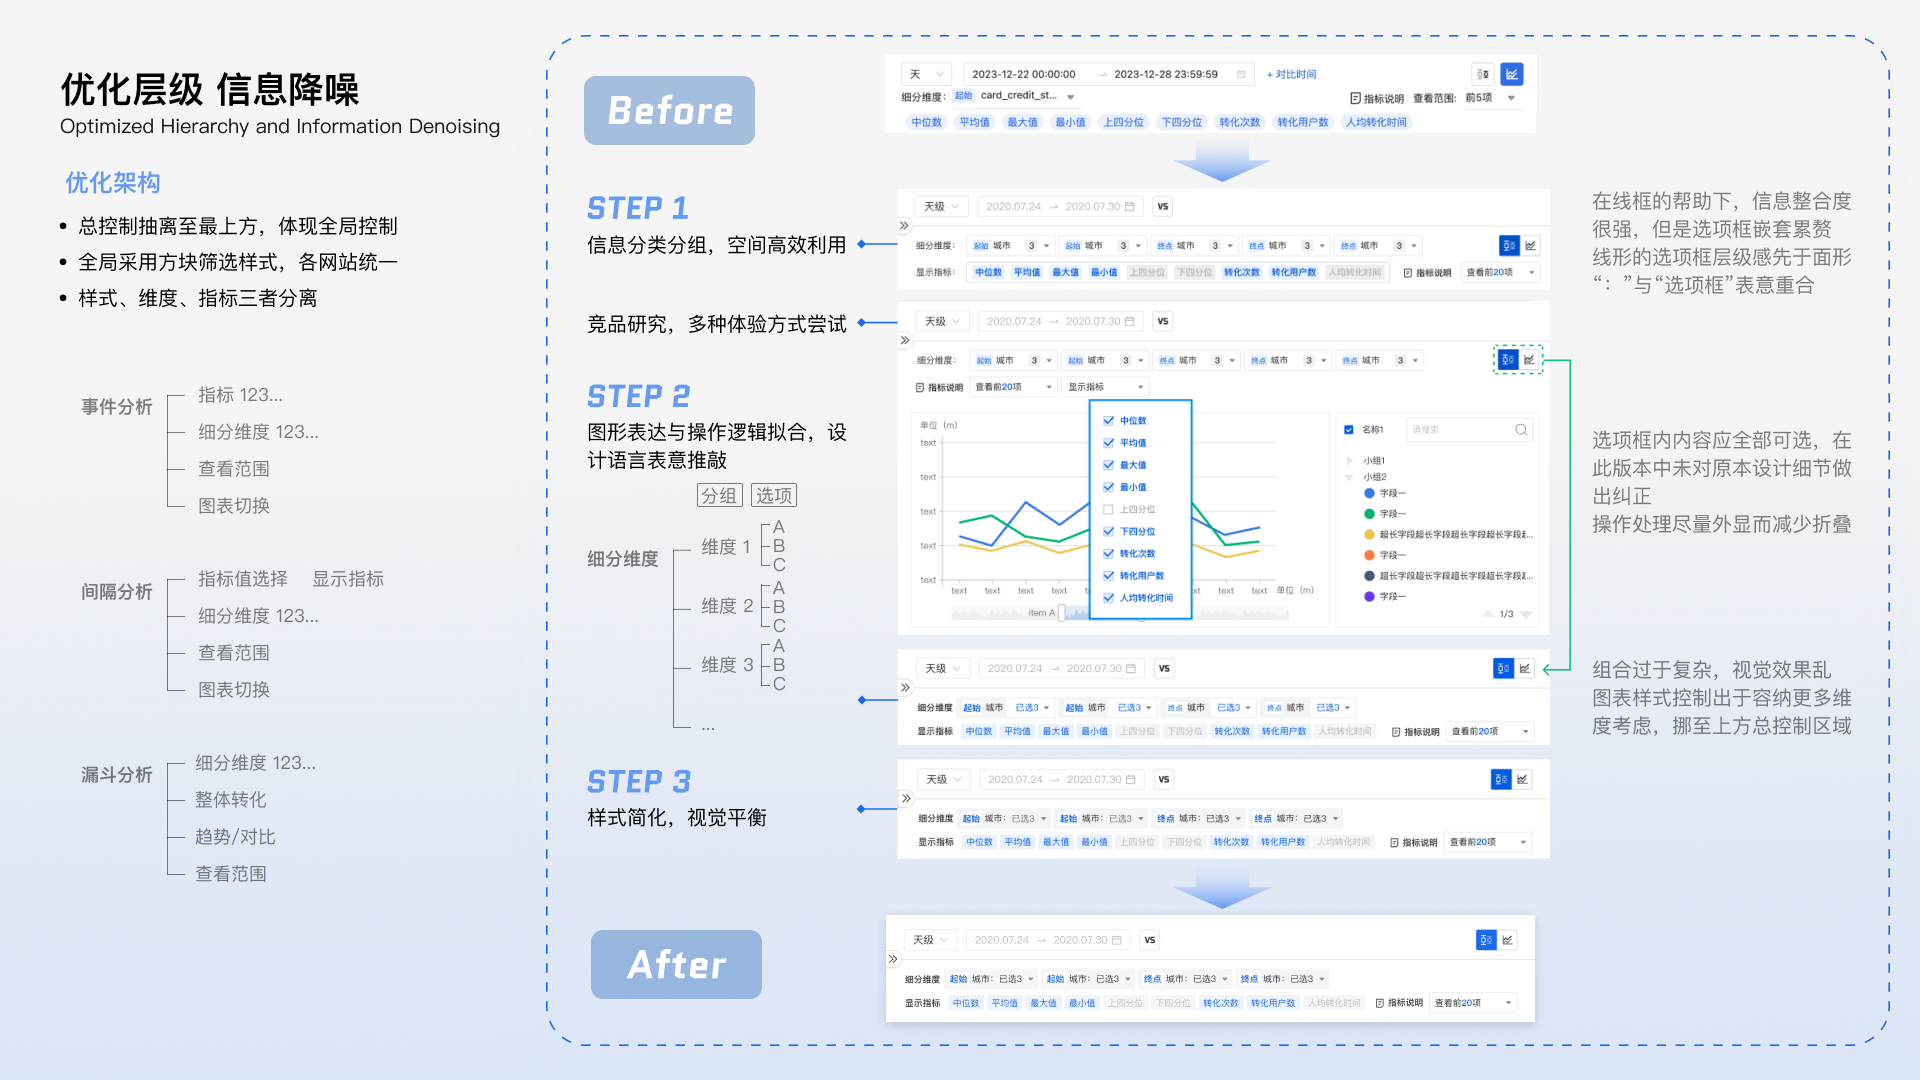 优化层级 信息降噪
Optimized Hierarchy and Information Denoising
优化架构
• 总控制抽离至最上方，体现全局控制
• 全局采用方块筛选样式，各网站统一
• 样式、维度、指标三者分离
事件分析
指标 123...
细分维度 123...
查看范围
图表切换
间隔分析
指标值选择 显示指标
细分维度 123...
查看范围
图表切换
漏斗分析
细分维度 123...
整体转化
趋势/对比
查看范围
Before
天 2023-12-22 00:00:00 → 2023-12-28 23:59:59 + 对比时间
细分维度： 起始 card_credit_st... 指标说明 查看范围: 前5项
中位数 平均值 最大值 最小值 上四分位 下四分位 转化次数 转化用户数 人均转化时间
STEP 1
信息分类分组，空间高效利用
天级 2020.07.24 → 2020.07.30 VS
细分维度： 起始 城市 3 起始 城市 3 终点 城市 3 终点 城市 3 终点 城市 3
显示指标： 中位数 平均值 最大值 最小值 上四分位 下四分位 转化次数 转化用户数 人均转化时间 指标说明 查看前20项
在线框的帮助下，信息整合度
很强，但是选项框嵌套累赘
线形的选项框层级感先于面形
“：”与“选项框”表意重合
竞品研究，多种体验方式尝试
天级 2020.07.24 → 2020.07.30 VS
细分维度： 起始 城市 3 起始 城市 3 终点 城市 3 终点 城市 3 终点 城市 3
指标说明 查看前20项 显示指标
STEP 2
图形表达与操作逻辑拟合，设
计语言表意推敲
分组 选项
细分维度
维度 1
A
B
C
维度 2
A
B
C
维度 3
A
B
C
...
单位（m）
text
text
text
text
text
text text text text xt text text 单位（m）
item A
中位数
平均值
最大值
最小值
上四分位
下四分位
转化次数
转化用户数
人均转化时间
名称1 请搜索
小组1
小组2
字段一
字段一
超长字段超长字段超长字段超长字段超...
字段一
超长字段超长字段超长字段超长字段超...
字段一
1/3
选项框内内容应全部可选，在
此版本中未对原本设计细节做
出纠正
操作处理尽量外显而减少折叠
天级 2020.07.24 → 2020.07.30 VS
细分维度 起始 城市 已选3 起始 城市 已选3 终点 城市 已选3 终点 城市 已选3
显示指标 中位数 平均值 最大值 最小值 上四分位 下四分位 转化次数 转化用户数 人均转化时间 指标说明 查看前20项
组合过于复杂，视觉效果乱
图表样式控制出于容纳更多维
度考虑，挪至上方总控制区域
STEP 3
样式简化，视觉平衡
天级 2020.07.24 → 2020.07.30 VS
细分维度 起始 城市：已选3 起始 城市：已选3 终点 城市：已选3 终点 城市：已选3
显示指标 中位数 平均值 最大值 最小值 上四分位 下四分位 转化次数 转化用户数 人均转化时间 指标说明 查看前20项
After
天级 2020.07.24 → 2020.07.30 VS
细分维度 起始 城市：已选3 起始 城市：已选3 终点 城市：已选3 终点 城市：已选3
显示指标 中位数 平均值 最大值 最小值 上四分位 下四分位 转化次数 转化用户数 人均转化时间 指标说明 查看前20项